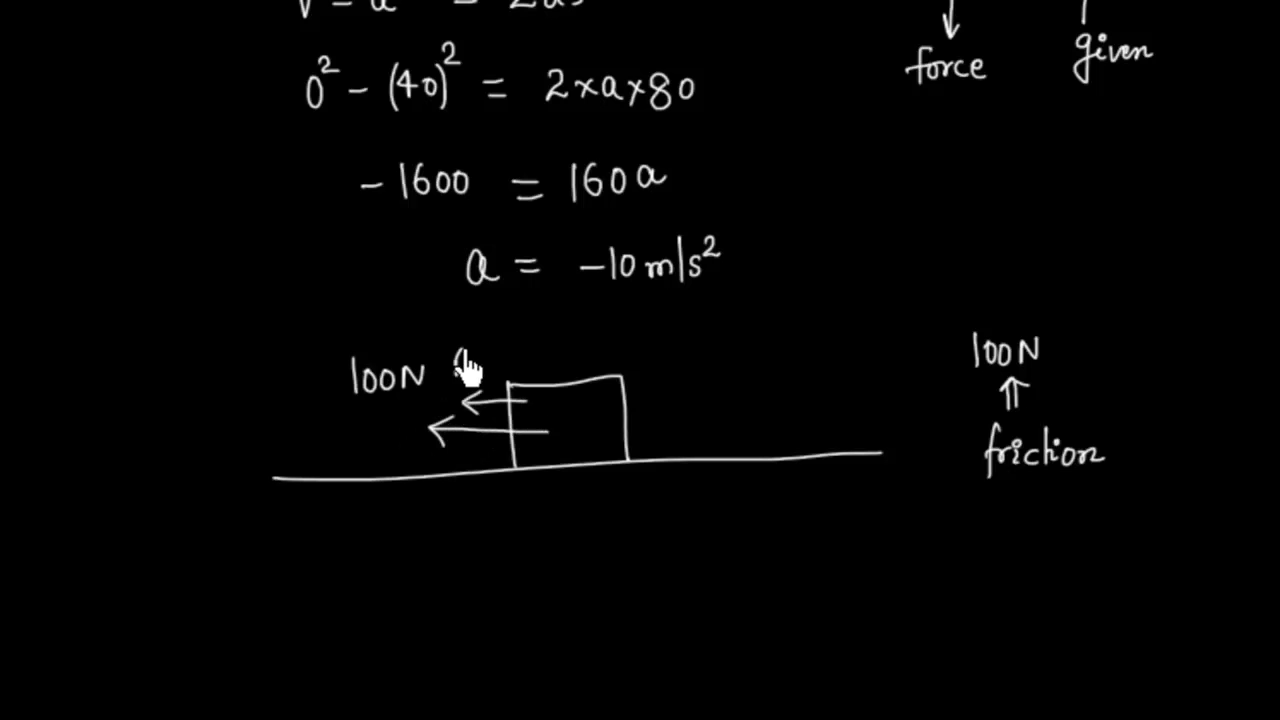 0² - (40)² = 2×a×80
-1600 = 160a
a = -10 m/s²
force
given
100N
100N
friction